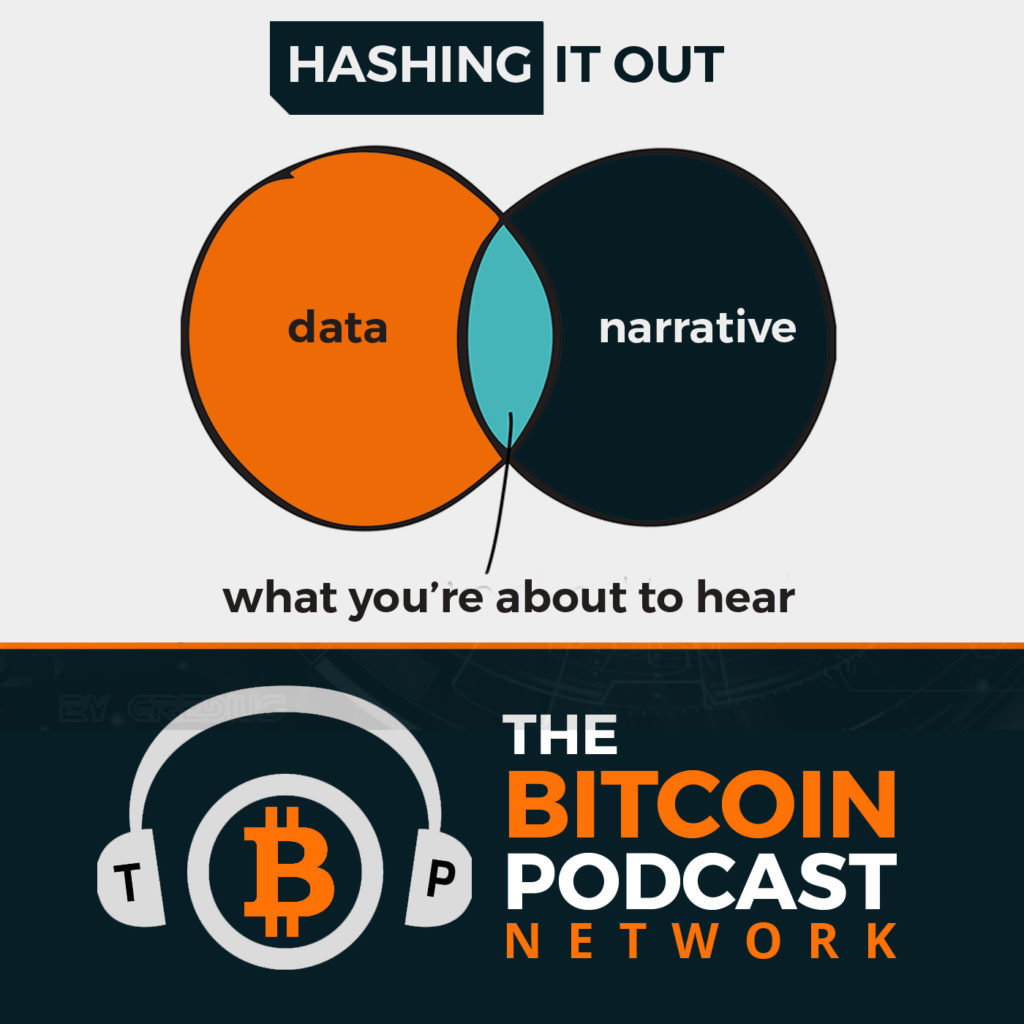 HASHING IT OUT
data
narrative
what you're about to hear
THE
BITCOIN
T P
PODCAST
NETWORK